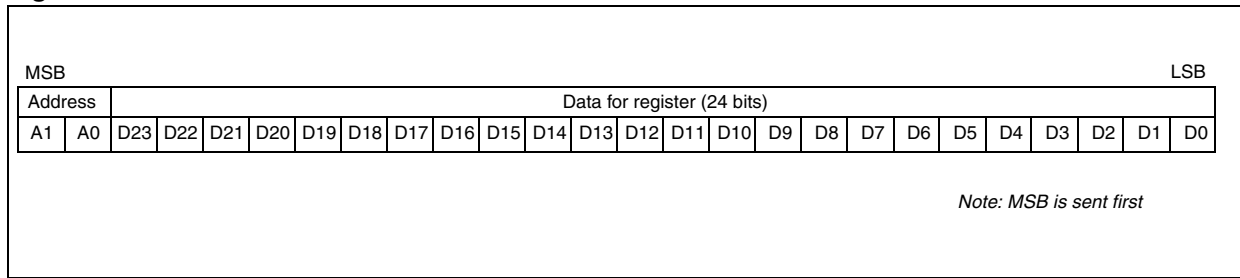 MSB LSB
Address Data for register (24 bits)
A1 A0 D23 D22 D21 D20 D19 D18 D17 D16 D15 D14 D13 D12 D11 D10 D9 D8 D7 D6 D5 D4 D3 D2 D1 D0
Note: MSB is sent first